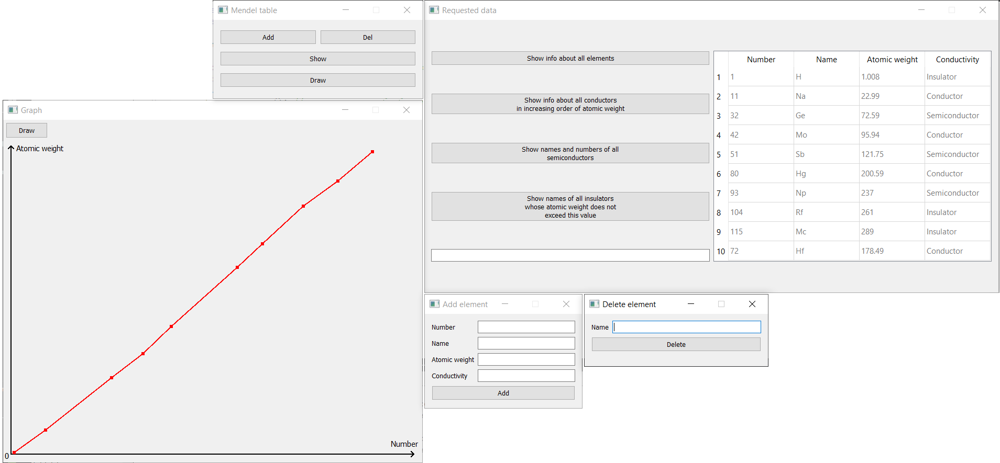 Mendel table
Add Del
Show
Draw
Requested data
Show info about all elements
Show info about all conductors
in increasing order of atomic weight
Show names and numbers of all
semiconductors
Show names of all insulators
whose atomic weight does not
exceed this value
Number Name Atomic weight Conductivity
1 1 H 1.008 Insulator
2 11 Na 22.99 Conductor
3 32 Ge 72.59 Semiconductor
4 42 Mo 95.94 Conductor
5 51 Sb 121.75 Semiconductor
6 80 Hg 200.59 Conductor
7 93 Np 237 Semiconductor
8 104 Rf 261 Insulator
9 115 Mc 289 Insulator
10 72 Hf 178.49 Conductor
Graph
Draw
Atomic weight
Number
0
Add element
Number
Name
Atomic weight
Conductivity
Add
Delete element
Name
Delete